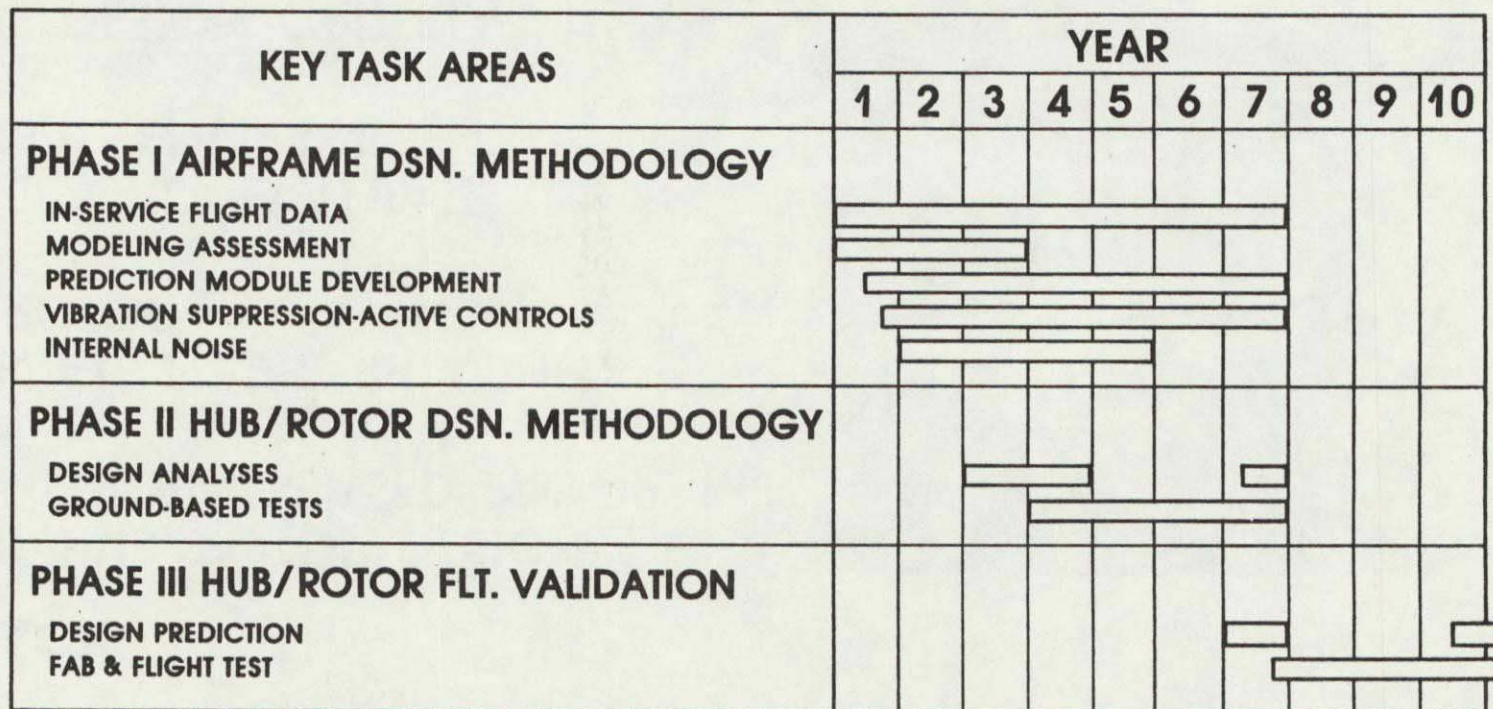 KEY TASK AREAS
YEAR
1 2 3 4 5 6 7 8 9 10
PHASE I AIRFRAME DSN. METHODOLOGY
IN-SERVICE FLIGHT DATA
MODELING ASSESSMENT
PREDICTION MODULE DEVELOPMENT
VIBRATION SUPPRESSION-ACTIVE CONTROLS
INTERNAL NOISE
PHASE II HUB/ROTOR DSN. METHODOLOGY
DESIGN ANALYSES
GROUND-BASED TESTS
PHASE III HUB/ROTOR FLT. VALIDATION
DESIGN PREDICTION
FAB & FLIGHT TEST